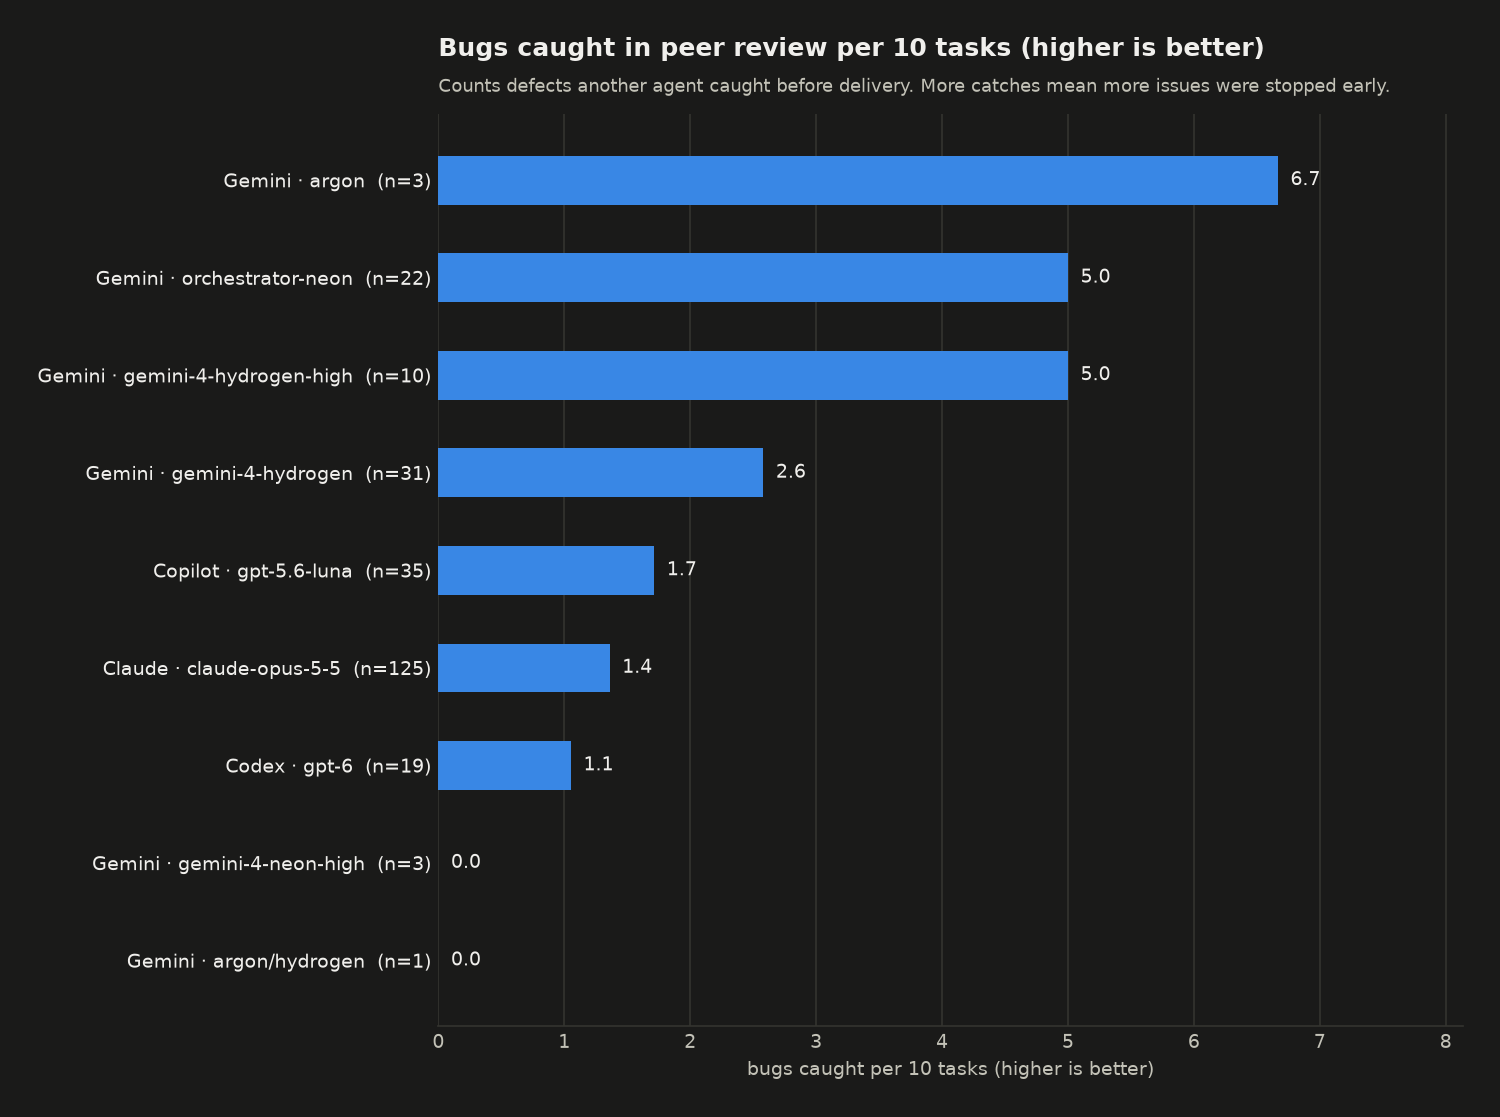 Bugs caught in peer review per 10 tasks (higher is better)
Counts defects another agent caught before delivery. More catches mean more issues were stopped early.
Gemini · argon (n=3) 6.7
Gemini · orchestrator-neon (n=22) 5.0
Gemini · gemini-4-hydrogen-high (n=10) 5.0
Gemini · gemini-4-hydrogen (n=31) 2.6
Copilot · gpt-5.6-luna (n=35) 1.7
Claude · claude-opus-5-5 (n=125) 1.4
Codex · gpt-6 (n=19) 1.1
Gemini · gemini-4-neon-high (n=3) 0.0
Gemini · argon/hydrogen (n=1) 0.0
0 1 2 3 4 5 6 7 8
bugs caught per 10 tasks (higher is better)